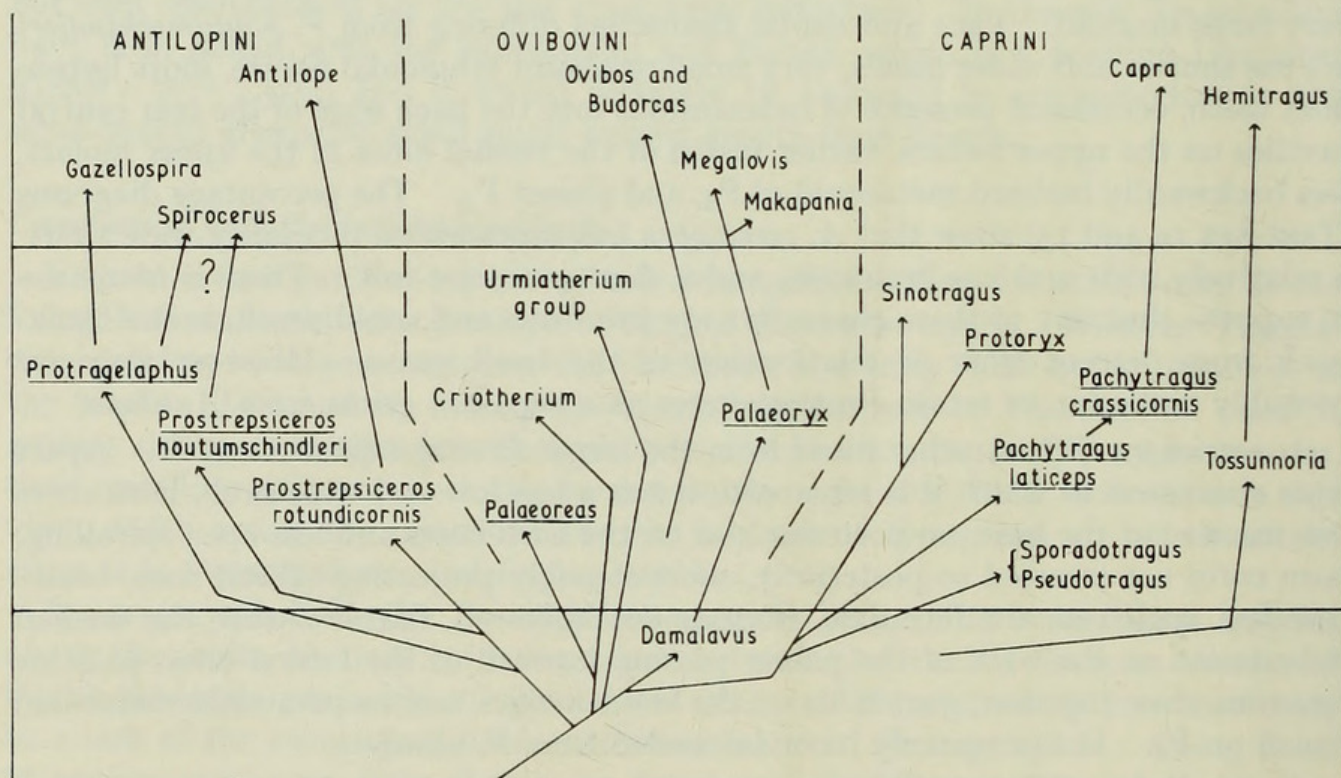 ANTILOPINI
OVIBOVINI
CAPRINI
Antilope
Ovibos and
Budorcas
Capra
Hemitragus
Gazellospira
Spirocerus
Megalovis
Makapania
?
Urmiatherium
group
Sinotragus
Protoryx
Protragelaphus
Criotherium
Pachytragus
crassicornis
Prostrepsiceros
houtumschindleri
Palaeoryx
Pachytragus
laticeps
Tossunnoria
Prostrepsiceros
rotundicornis
Palaeoreas
Sporadotragus
Pseudotragus
Damalavus